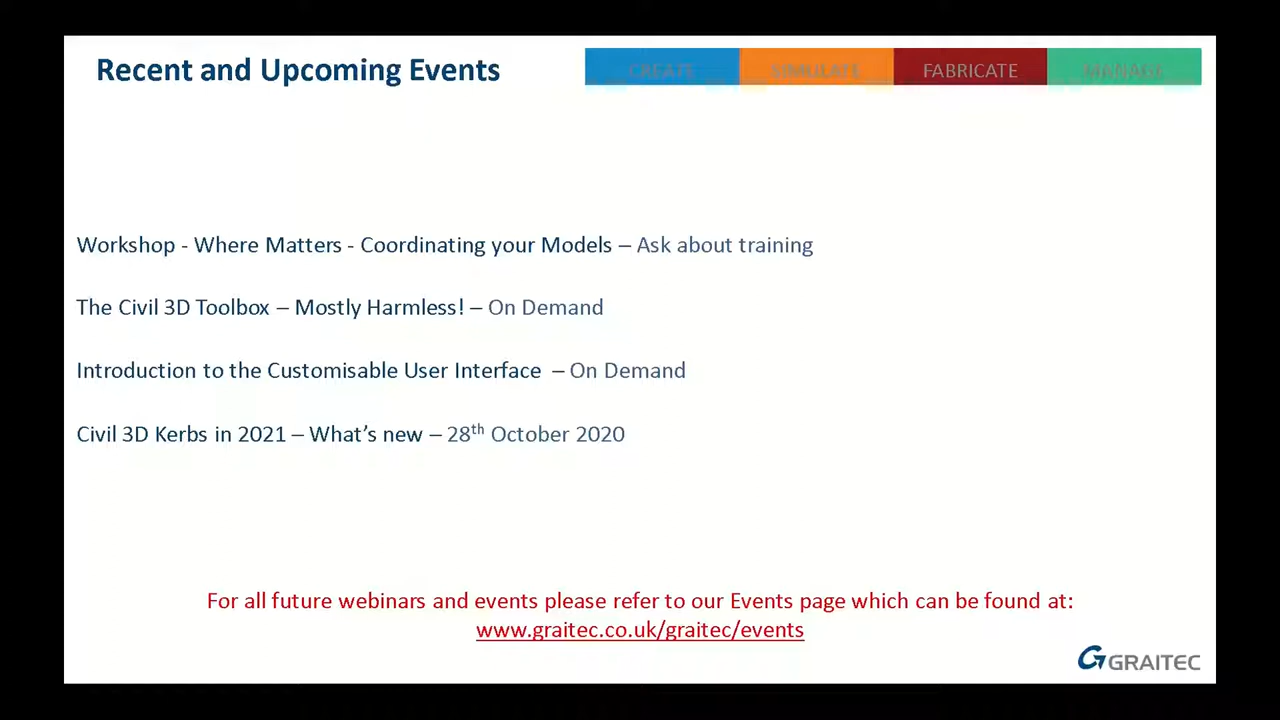 Recent and Upcoming Events
CREATE SIMULATE FABRICATE MANAGE
Workshop - Where Matters - Coordinating your Models – Ask about training
The Civil 3D Toolbox – Mostly Harmless! – On Demand
Introduction to the Customisable User Interface – On Demand
Civil 3D Kerbs in 2021 – What's new – 28th October 2020
For all future webinars and events please refer to our Events page which can be found at:
www.graitec.co.uk/graitec/events
GRAITEC